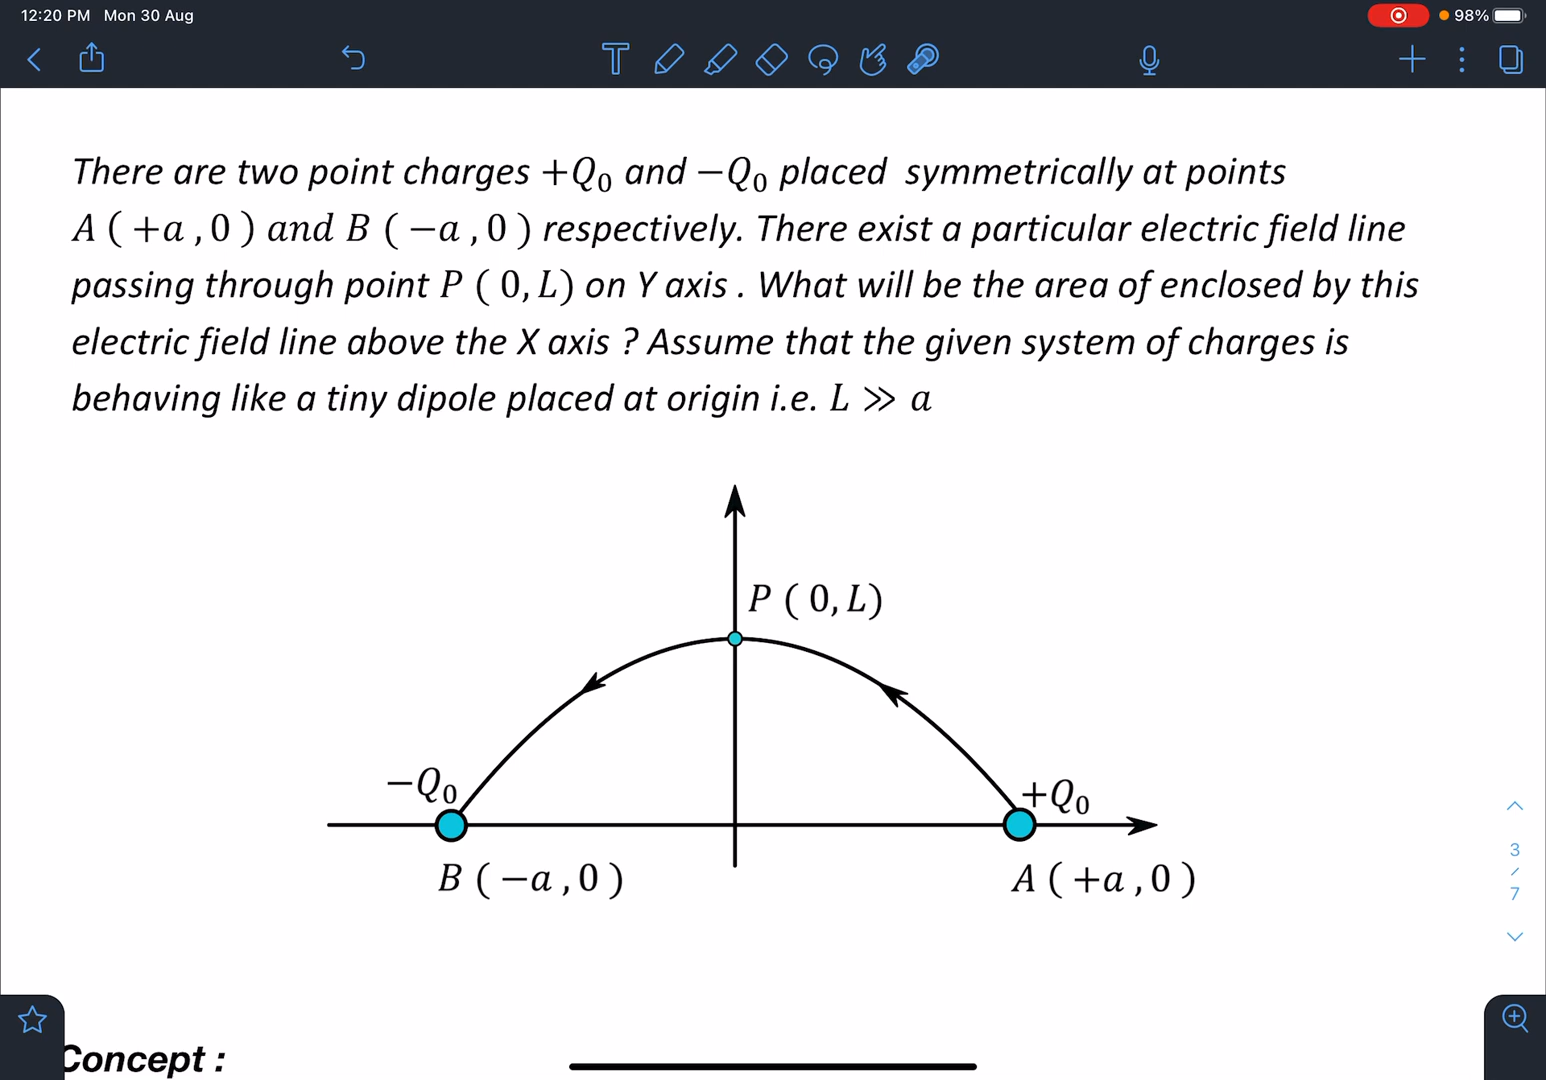 12:20 PM Mon 30 Aug
98%
There are two point charges +Q₀ and −Q₀ placed symmetrically at points
A ( +a , 0 ) and B ( −a , 0 ) respectively. There exist a particular electric field line
passing through point P ( 0, L) on Y axis . What will be the area of enclosed by this
electric field line above the X axis ? Assume that the given system of charges is
behaving like a tiny dipole placed at origin i.e. L ≫ a
P ( 0, L)
−Q₀
+Q₀
B ( −a , 0 )
A ( +a , 0 )
3
/
7
Concept :